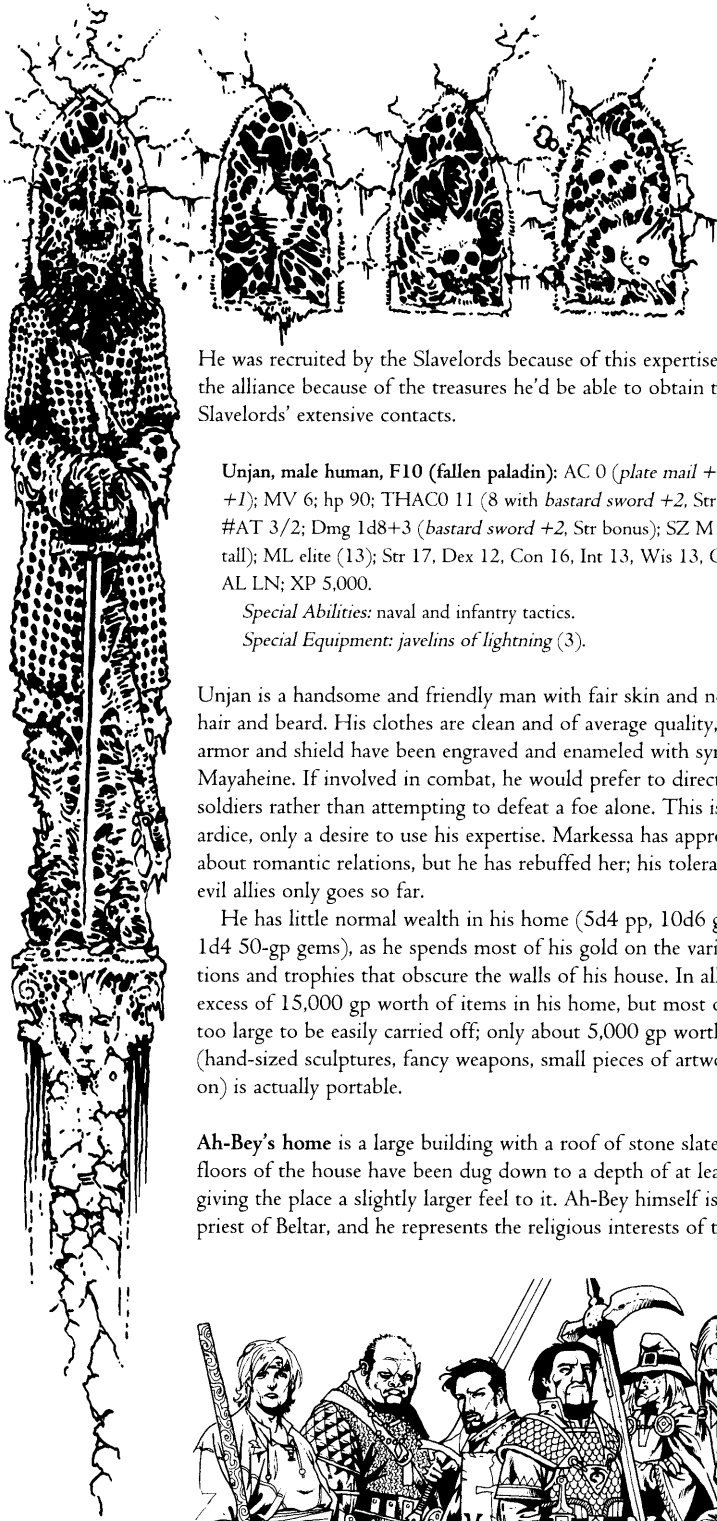 He was recruited by the Slavelords because of this expertise
the alliance because of the treasures he'd be able to obtain t
Slavelords' extensive contacts.
Unjan, male human, F10 (fallen paladin): AC 0 (plate mail +
+1); MV 6; hp 90; THAC0 11 (8 with bastard sword +2, Str
#AT 3/2; Dmg 1d8+3 (bastard sword +2, Str bonus); SZ M
tall); ML elite (13); Str 17, Dex 12, Con 16, Int 13, Wis 13, C
AL LN; XP 5,000.
Special Abilities: naval and infantry tactics.
Special Equipment: javelins of lightning (3).
Unjan is a handsome and friendly man with fair skin and n
hair and beard. His clothes are clean and of average quality,
armor and shield have been engraved and enameled with syr
Mayaheine. If involved in combat, he would prefer to direct
soldiers rather than attempting to defeat a foe alone. This is
ardice, only a desire to use his expertise. Markessa has appr
about romantic relations, but he has rebuffed her; his tolera
evil allies only goes so far.
He has little normal wealth in his home (5d4 pp, 10d6 g
1d4 50-gp gems), as he spends most of his gold on the vari
tions and trophies that obscure the walls of his house. In all
excess of 15,000 gp worth of items in his home, but most o
too large to be easily carried off; only about 5,000 gp worth
(hand-sized sculptures, fancy weapons, small pieces of artw
on) is actually portable.
Ah-Bey's home is a large building with a roof of stone slate
floors of the house have been dug down to a depth of at lea
giving the place a slightly larger feel to it. Ah-Bey himself is
priest of Beltar, and he represents the religious interests of t